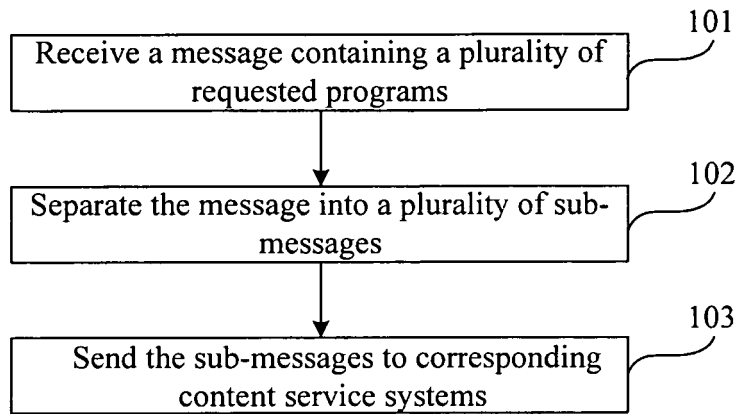 101
Receive a message containing a plurality of
requested programs
102
Separate the message into a plurality of sub-
messages
103
Send the sub-messages to corresponding
content service systems